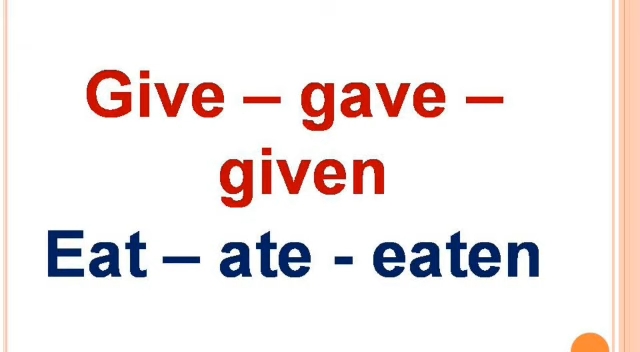 Give – gave –
given
Eat – ate - eaten